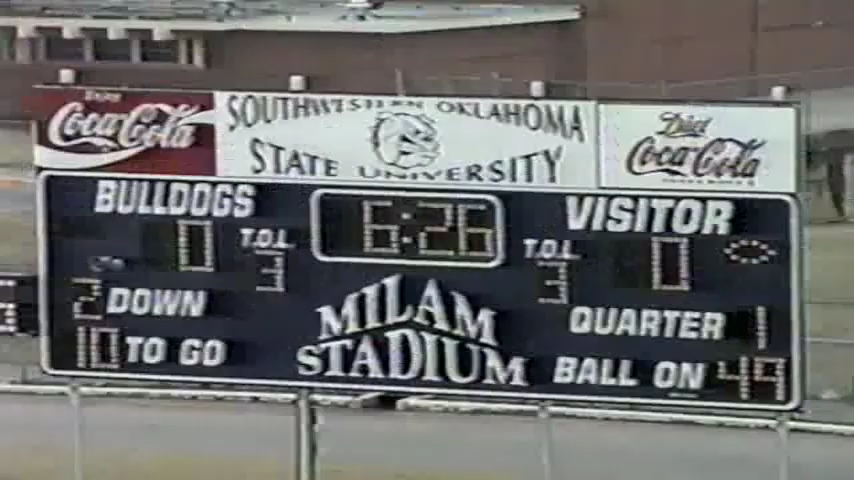 Coca-Cola
SOUTHWESTERN OKLAHOMA
STATE UNIVERSITY
Diet
Coca-Cola
BULLDOGS
6:26
VISITOR
0
T.O.L.
3
T.O.L.
3
0
2 DOWN
MILAM
STADIUM
QUARTER 1
10 TO GO
BALL ON 49